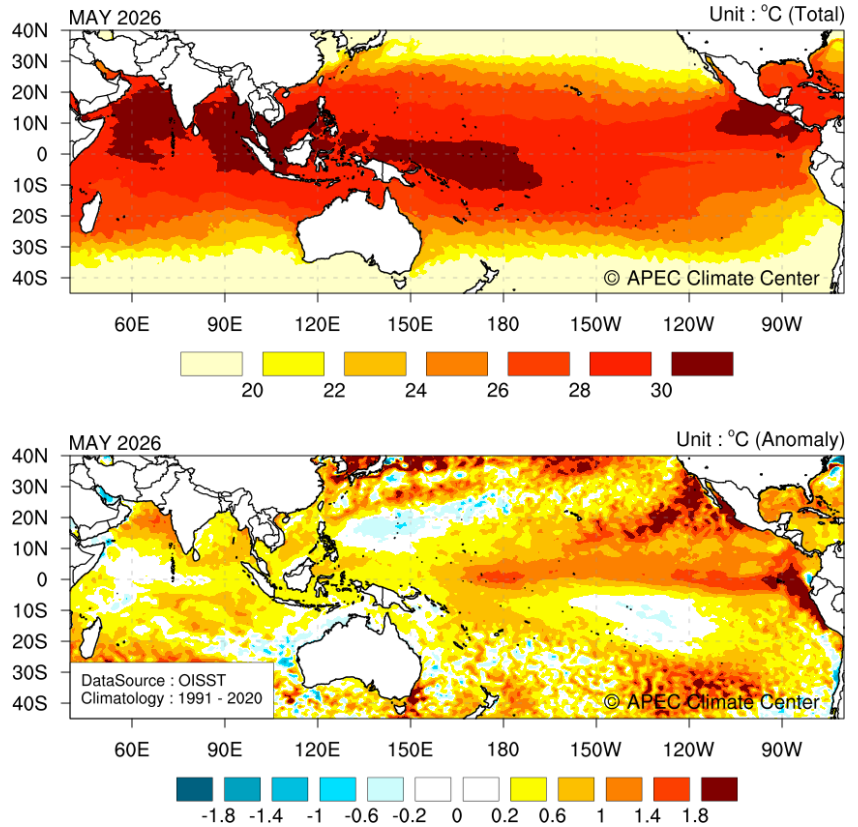 MAY 2026 Unit : °C (Total)
40N
30N
20N
10N
0
10S
20S
30S
40S
© APEC Climate Center
60E 90E 120E 150E 180 150W 120W 90W
20 22 24 26 28 30
MAY 2026 Unit : °C (Anomaly)
40N
30N
20N
10N
0
10S
20S
30S
40S
DataSource : OISST
Climatology : 1991 - 2020
© APEC Climate Center
60E 90E 120E 150E 180 150W 120W 90W
-1.8 -1.4 -1 -0.6 -0.2 0 0.2 0.6 1 1.4 1.8